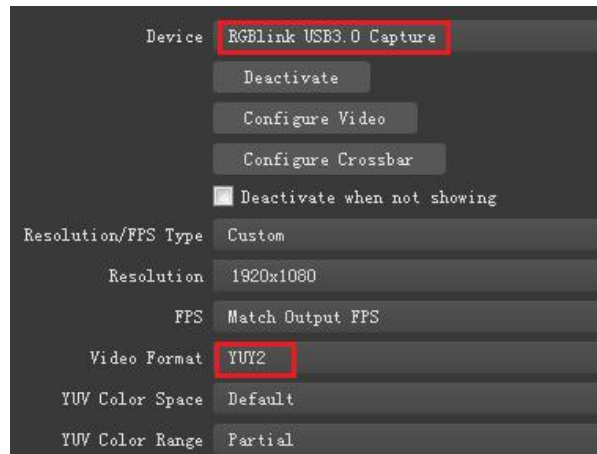 Device RGBlink USB3.0 Capture
Deactivate
Configure Video
Configure Crossbar
Deactivate when not showing
Resolution/FPS Type Custom
Resolution 1920x1080
FPS Match Output FPS
Video Format YUY2
YUV Color Space Default
YUV Color Range Partial